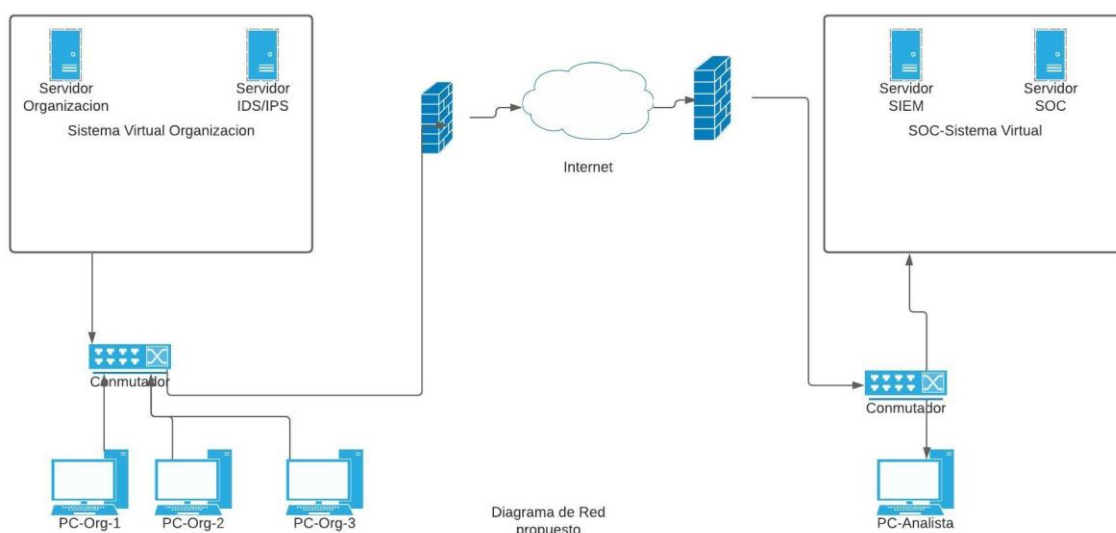 Servidor
Organizacion
Servidor
IDS/IPS
Sistema Virtual Organizacion
Internet
Servidor
SIEM
Servidor
SOC
SOC-Sistema Virtual
Conmutador
Conmutador
PC-Org-1
PC-Org-2
PC-Org-3
Diagrama de Red
propuesto
PC-Analista